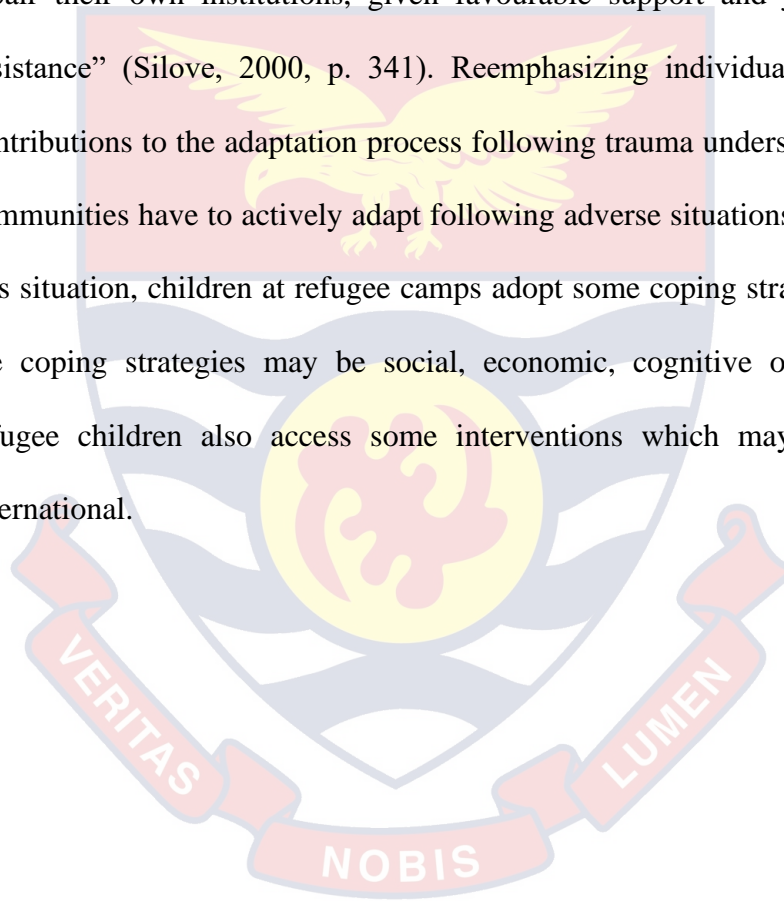 their own institutions, given favourable support and
sistance” (Silove, 2000, p. 341). Reemphasizing individua
ntributions to the adaptation process following trauma unders
mmunities have to actively adapt following adverse situations
s situation, children at refugee camps adopt some coping stra
e coping strategies may be social, economic, cognitive o
fugee children also access some interventions which may
ternational.
VERITAS
NOBIS
LUMEN